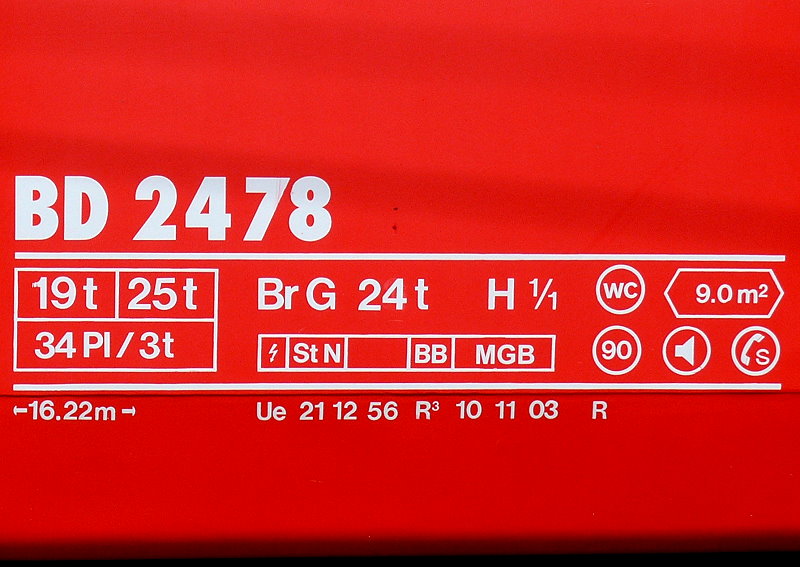 BD 2478
19 t 25 t Br G 24 t H 1/1 WC 9.0 m²
34 Pl / 3 t St N BB MGB 90 S
←16.22m→ Ue 21 12 56 R³ 10 11 03 R